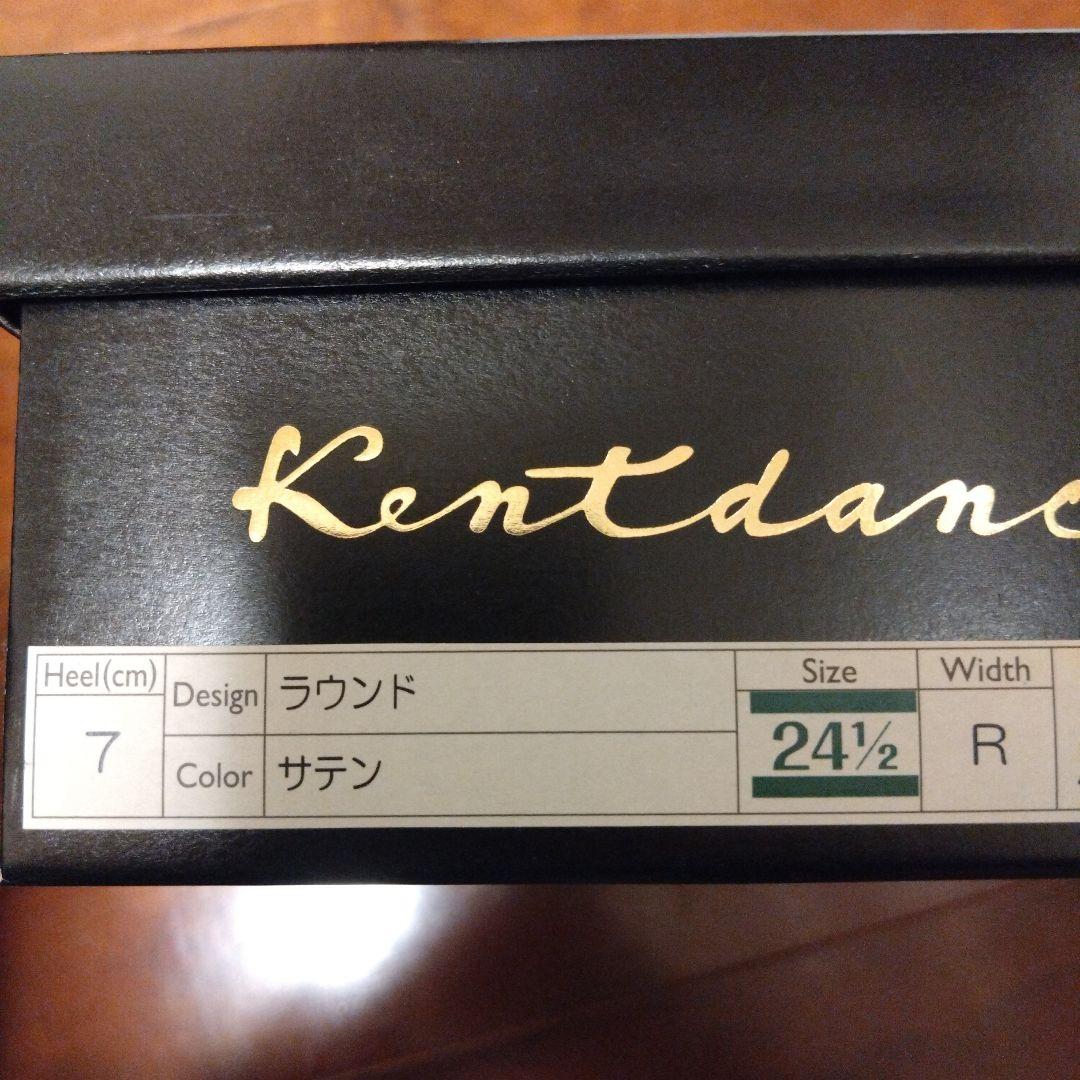 Kentdanc
Heel(cm)
7
Design ラウンド
Color サテン
Size
24½
Width
R